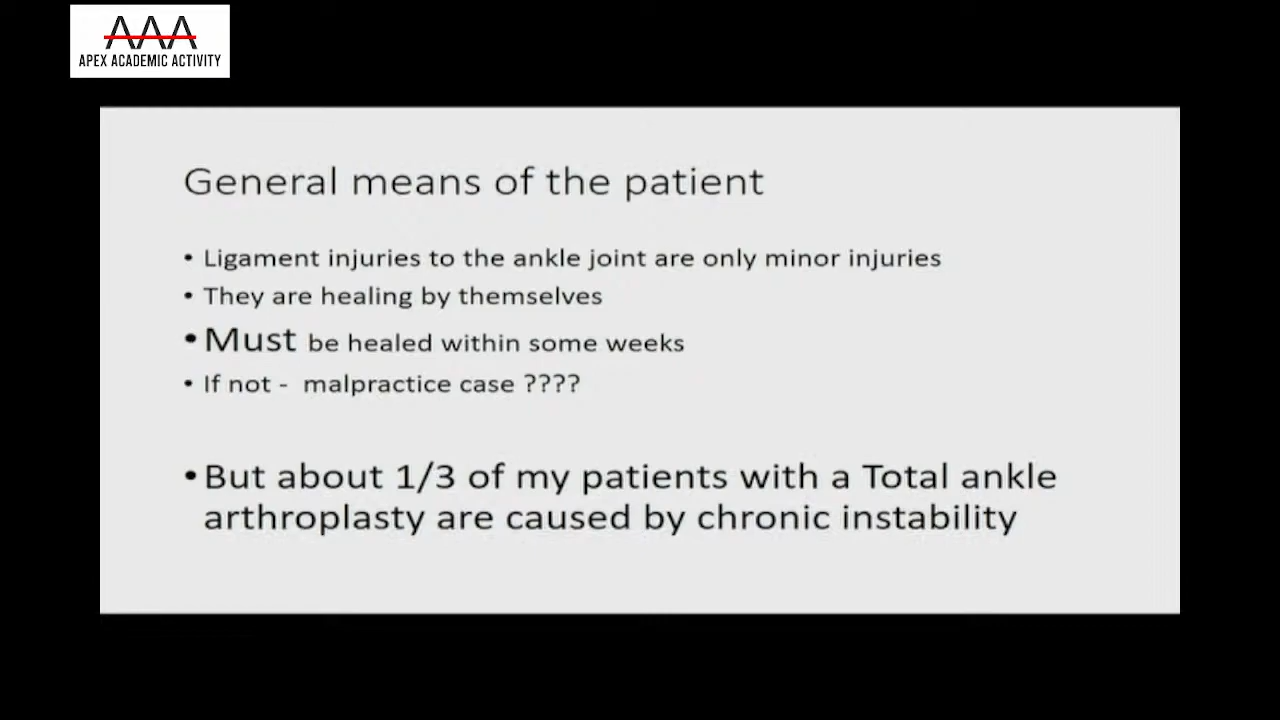 AAA
APEX ACADEMIC ACTIVITY
General means of the patient
• Ligament injuries to the ankle joint are only minor injuries
• They are healing by themselves
• Must be healed within some weeks
• If not - malpractice case ????
• But about 1/3 of my patients with a Total ankle
arthroplasty are caused by chronic instability